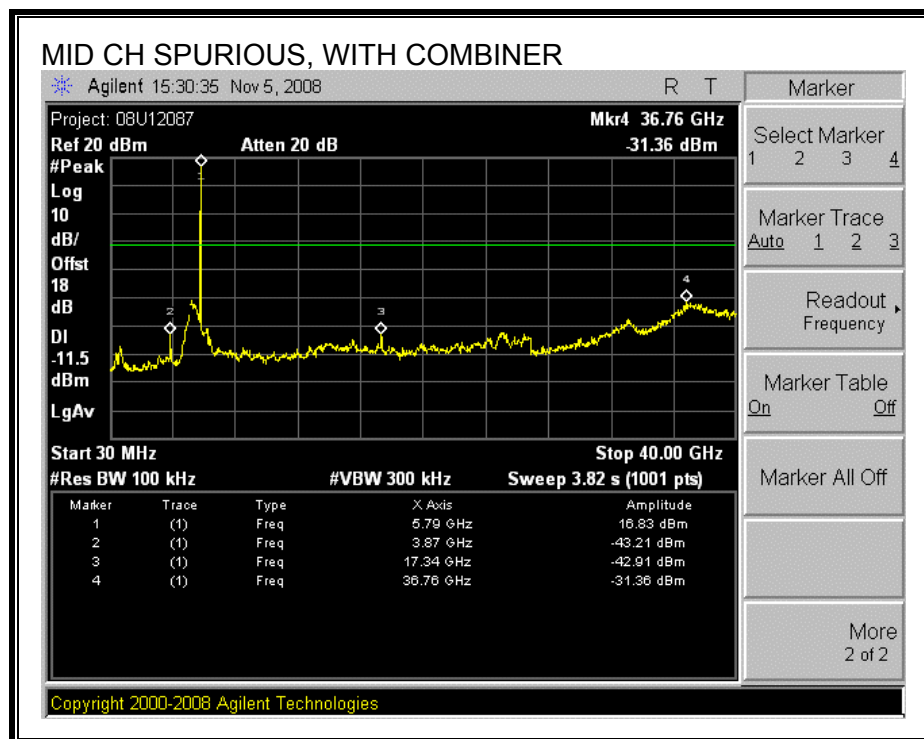 MID CH SPURIOUS, WITH COMBINER
Agilent 15:30:35 Nov 5, 2008 R T
Marker
Project: 08U12087 Mkr4 36.76 GHz
Ref 20 dBm Atten 20 dB -31.36 dBm
#Peak
Log
10
dB/
Offst
18
dB
DI
-11.5
dBm
LgAv
1
2
3
4
Start 30 MHz Stop 40.00 GHz
#Res BW 100 kHz #VBW 300 kHz Sweep 3.82 s (1001 pts)
Marker Trace Type X Axis Amplitude
1 (1) Freq 5.79 GHz 16.83 dBm
2 (1) Freq 3.87 GHz -43.21 dBm
3 (1) Freq 17.34 GHz -42.91 dBm
4 (1) Freq 36.76 GHz -31.36 dBm
Select Marker
1 2 3 4
Marker Trace
Auto 1 2 3
Readout
Frequency
Marker Table
On Off
Marker All Off
More
2 of 2
Copyright 2000-2008 Agilent Technologies